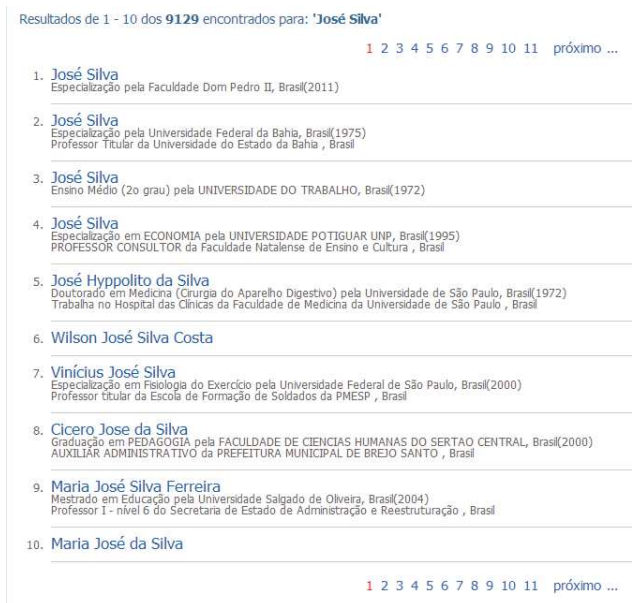 Resultados de 1 - 10 dos 9129 encontrados para: 'José Silva'
1 2 3 4 5 6 7 8 9 10 11 próximo ...
1. José Silva
Especialização pela Faculdade Dom Pedro II, Brasil(2011)
2. José Silva
Especialização pela Universidade Federal da Bahia, Brasil(1975)
Professor Titular da Universidade do Estado da Bahia , Brasil
3. José Silva
Ensino Médio (2o grau) pela UNIVERSIDADE DO TRABALHO, Brasil(1972)
4. José Silva
Especialização em ECONOMIA pela UNIVERSIDADE POTIGUAR UNP, Brasil(1995)
PROFESSOR CONSULTOR da Faculdade Natalense de Ensino e Cultura , Brasil
5. José Hyppolito da Silva
Doutorado em Medicina (Cirurgia do Aparelho Digestivo) pela Universidade de São Paulo, Brasil(1972)
Trabalha no Hospital das Clínicas da Faculdade de Medicina da Universidade de São Paulo , Brasil
6. Wilson José Silva Costa
7. Vinícius José Silva
Especialização em Fisiologia do Exercício pela Universidade Federal de São Paulo, Brasil(2000)
Professor titular da Escola de Formação de Soldados da PMESP , Brasil
8. Cicero Jose da Silva
Graduação em PEDAGOGIA pela FACULDADE DE CIENCIAS HUMANAS DO SERTAO CENTRAL, Brasil(2000)
AUXILIAR ADMINISTRATIVO da PREFEITURA MUNICIPAL DE BREJO SANTO , Brasil
9. Maria José Silva Ferreira
Mestrado em Educação pela Universidade Salgado de Oliveira, Brasil(2004)
Professor I - nível 6 do Secretaria de Estado de Administração e Reestruturação , Brasil
10. Maria José da Silva
1 2 3 4 5 6 7 8 9 10 11 próximo ...